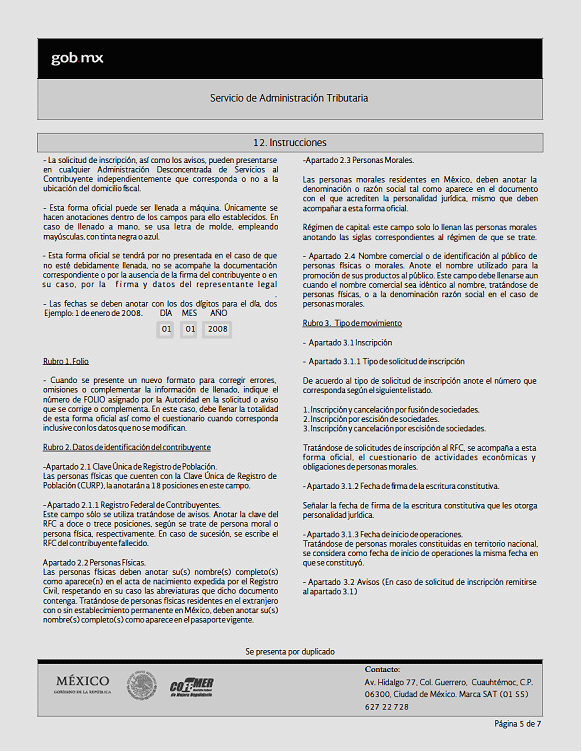 gob mx
Servicio de Administración Tributaria
12. Instrucciones
- La solicitud de inscripción, así como los avisos, pueden presentarse
en cualquier Administración Desconcentrada de Servicios al
Contribuyente independientemente que corresponda o no a la
ubicación del domicilio fiscal.
- Esta forma oficial puede ser llenada a máquina. Únicamente se
hacen anotaciones dentro de los campos para ello establecidos. En
caso de llenado a mano, se usa letra de molde, empleando
mayúsculas, con tinta negra o azul.
- Esta forma oficial se tendrá por no presentada en el caso de que
no esté debidamente llenada, no se acompañe la documentación
correspondiente o por la ausencia de la firma del contribuyente o en
su caso, por la firma y datos del representante legal
.
- Las fechas se deben anotar con los dos dígitos para el día, dos
Ejemplo: 1 de enero de 2008. DÍA MES AÑO
01 01 2008
Rubro 1. Folio
- Cuando se presente un nuevo formato para corregir errores,
omisiones o complementar la información de llenado, indique el
número de FOLIO asignado por la Autoridad en la solicitud o aviso
que se corrige o complementa. En este caso, debe llenar la totalidad
de esta forma oficial así como el cuestionario cuando corresponda
inclusive con los datos que no se modifican.
Rubro 2. Datos de identificación del contribuyente
-Apartado 2.1 Clave Única de Registro de Población.
Las personas físicas que cuenten con la Clave Única de Registro de
Población (CURP), la anotarán a 18 posiciones en este campo.
-Apartado 2.1.1 Registro Federal de Contribuyentes.
Este campo sólo se utiliza tratándose de avisos. Anotar la clave del
RFC a doce o trece posiciones, según se trate de persona moral o
persona física, respectivamente. En caso de sucesión, se escribe el
RFC del contribuyente fallecido.
Apartado 2.2 Personas Físicas.
Las personas físicas deben anotar su(s) nombre(s) completo(s)
como aparece(n) en el acta de nacimiento expedida por el Registro
Civil, respetando en su caso las abreviaturas que dicho documento
contenga. Tratándose de personas físicas residentes en el extranjero
con o sin establecimiento permanente en México, deben anotar su(s)
nombre(s) completo(s) como aparece en el pasaporte vigente.
-Apartado 2.3 Personas Morales.
Las personas morales residentes en México, deben anotar la
denominación o razón social tal como aparece en el documento
con el que acrediten la personalidad jurídica, mismo que deben
acompañar a esta forma oficial.
Régimen de capital: este campo solo lo llenan las personas morales
anotando las siglas correspondientes al régimen de que se trate.
- Apartado 2.4 Nombre comercial o de identificación al público de
personas físicas o morales. Anote el nombre utilizado para la
promoción de sus productos al público. Este campo debe llenarse aun
cuando el nombre comercial sea idéntico al nombre, tratándose de
personas físicas, o a la denominación razón social en el caso de
personas morales.
Rubro 3. Tipo de movimiento
- Apartado 3.1 Inscripción
- Apartado 3.1.1 Tipo de solicitud de inscripción
De acuerdo al tipo de solicitud de inscripción anote el número que
corresponda según el siguiente listado.
1. Inscripción y cancelación por fusión de sociedades.
2. Inscripción por escisión de sociedades.
3. Inscripción y cancelación por escisión de sociedades.
Tratándose de solicitudes de inscripción al RFC, se acompaña a esta
forma oficial, el cuestionario de actividades económicas y
obligaciones de personas morales.
-Apartado 3.1.2 Fecha de firma de la escritura constitutiva.
Señalar la fecha de firma de la escritura constitutiva que les otorga
personalidad jurídica.
-Apartado 3.1.3 Fecha de inicio de operaciones.
Tratándose de personas morales constituidas en territorio nacional,
se considera como fecha de inicio de operaciones la misma fecha en
que se constituyó.
- Apartado 3.2 Avisos (En caso de solicitud de inscripción remitirse
al apartado 3.1)
Se presenta por duplicado
MÉXICO
GOBIERNO DE LA REPÚBLICA
COFEMER
Contacto:
Av. Hidalgo 77, Col. Guerrero, Cuauhtémoc, C.P.
06300, Ciudad de México. Marca SAT (01 55)
627 22 728
Página 5 de 7